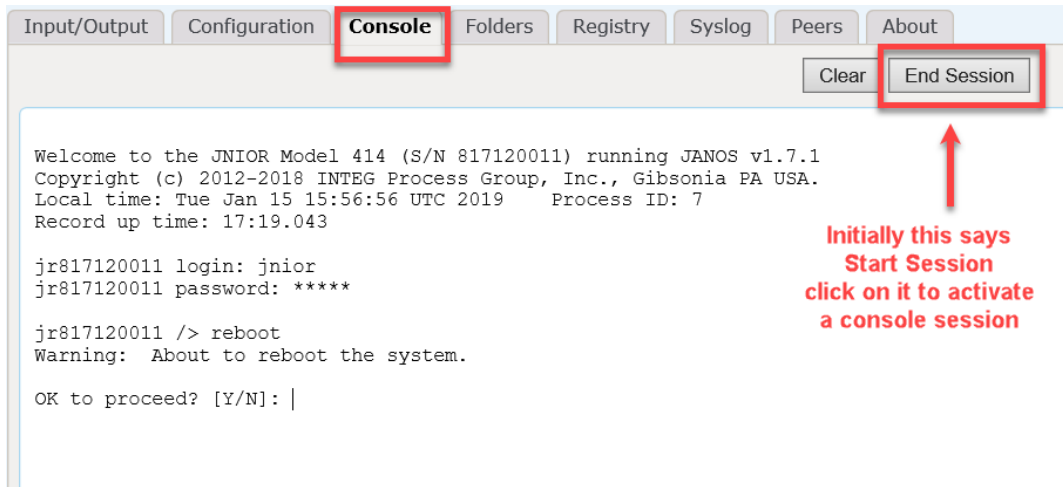 Input/Output Configuration Console Folders Registry Syslog Peers About
Clear End Session
Welcome to the JNIOR Model 414 (S/N 817120011) running JANOS v1.7.1
Copyright (c) 2012-2018 INTEG Process Group, Inc., Gibsonia PA USA.
Local time: Tue Jan 15 15:56:56 UTC 2019    Process ID: 7
Record up time: 17:19.043
jr817120011 login: jnior
jr817120011 password: *****
jr817120011 /> reboot
Warning:  About to reboot the system.
OK to proceed? [Y/N]:
Initially this says
Start Session
click on it to activate
a console session